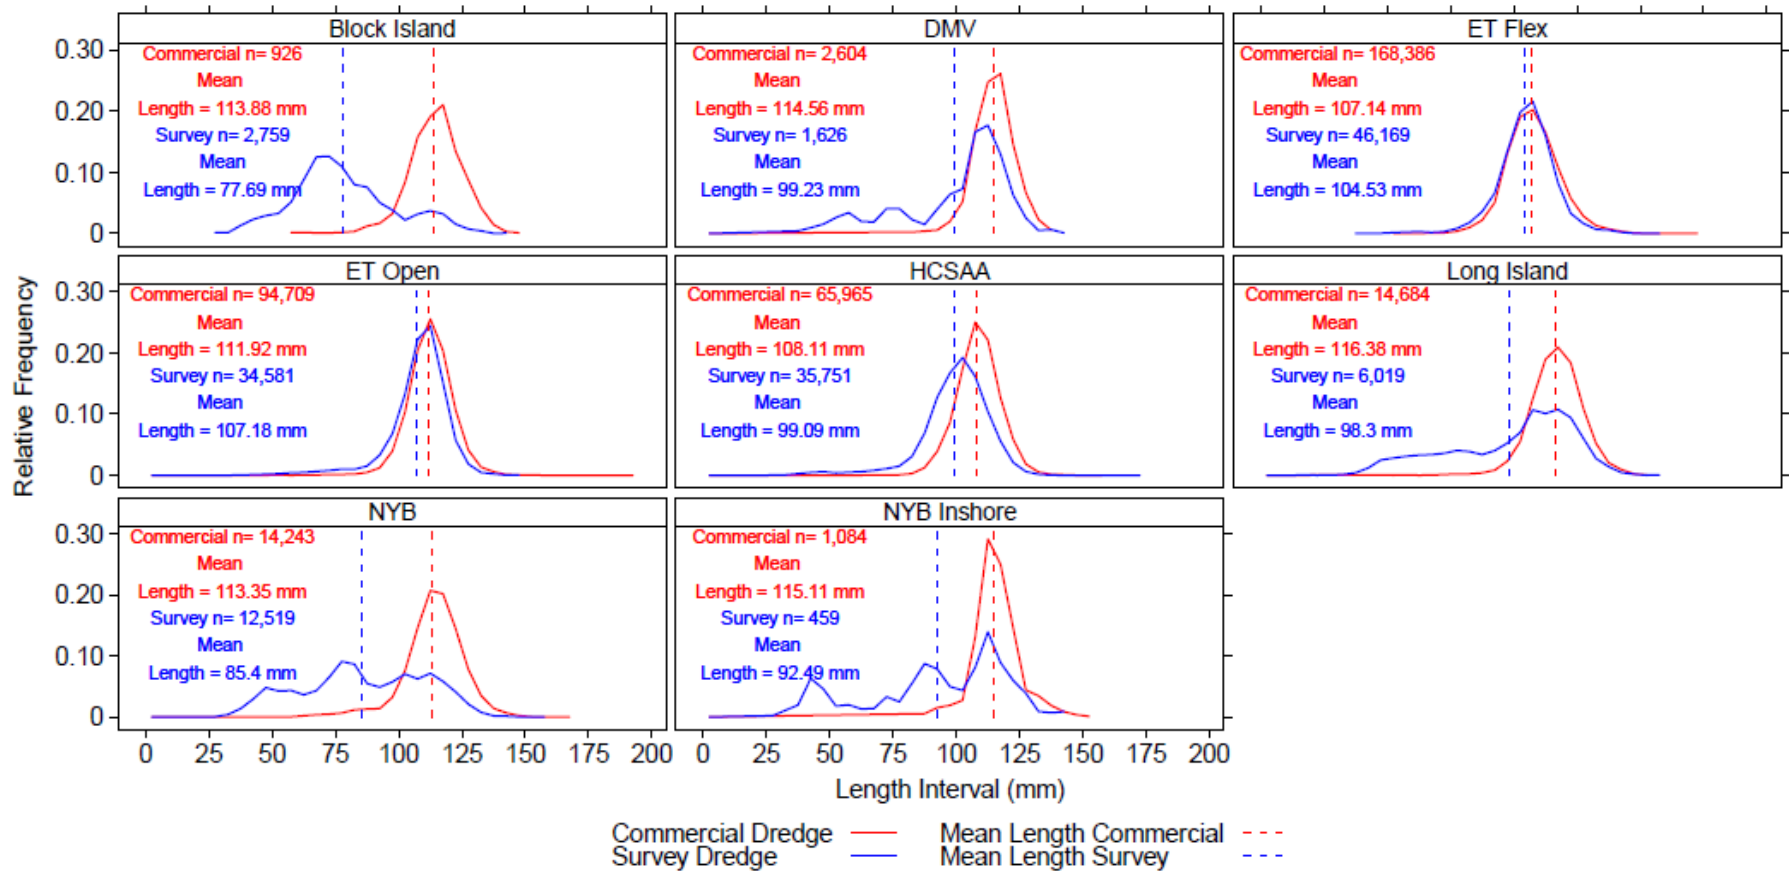 Block Island
Commercial n= 926
Mean
Length = 113.88 mm
Survey n= 2,759
Mean
Length = 77.69 mm
DMV
Commercial n= 2,604
Mean
Length = 114.56 mm
Survey n= 1,626
Mean
Length = 99.23 mm
ET Flex
Commercial n= 168,386
Mean
Length = 107.14 mm
Survey n= 46,169
Mean
Length = 104.53 mm
0.30
0.20
0.10
0
ET Open
Commercial n= 94,709
Mean
Length = 111.92 mm
Survey n= 34,581
Mean
Length = 107.18 mm
HCSAA
Commercial n= 65,965
Mean
Length = 108.11 mm
Survey n= 35,751
Mean
Length = 99.09 mm
Long Island
Commercial n= 14,684
Mean
Length = 116.38 mm
Survey n= 6,019
Mean
Length = 98.3 mm
0.30
0.20
0.10
0
Relative Frequency
NYB
Commercial n= 14,243
Mean
Length = 113.35 mm
Survey n= 12,519
Mean
Length = 85.4 mm
NYB Inshore
Commercial n= 1,084
Mean
Length = 115.11 mm
Survey n= 459
Mean
Length = 92.49 mm
0.30
0.20
0.10
0
0 25 50 75 100 125 150 175 200
0 25 50 75 100 125 150 175 200
Length Interval (mm)
Commercial Dredge
Mean Length Commercial
Survey Dredge
Mean Length Survey